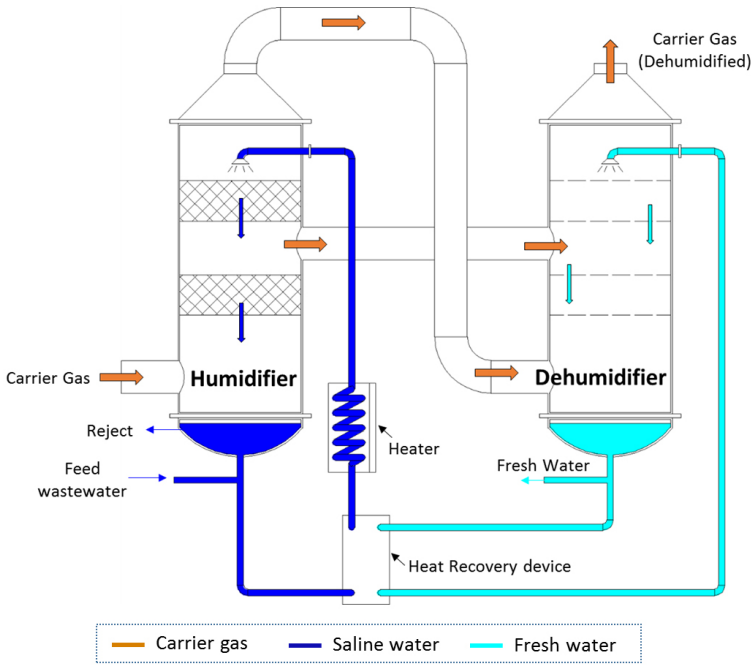 Carrier Gas
(Dehumidified)
Carrier Gas
Humidifier
Dehumidifier
Reject
Heater
Feed
wastewater
Fresh Water
Heat Recovery device
Carrier gas
Saline water
Fresh water